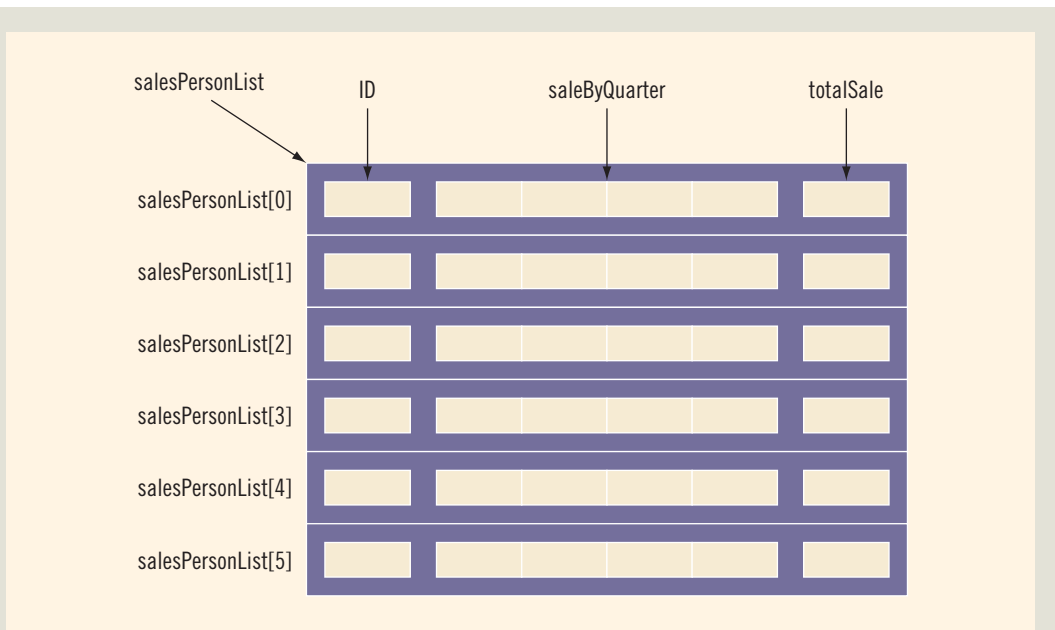 salesPersonList ID saleByQuarter totalSale
salesPersonList[0]
salesPersonList[1]
salesPersonList[2]
salesPersonList[3]
salesPersonList[4]
salesPersonList[5]